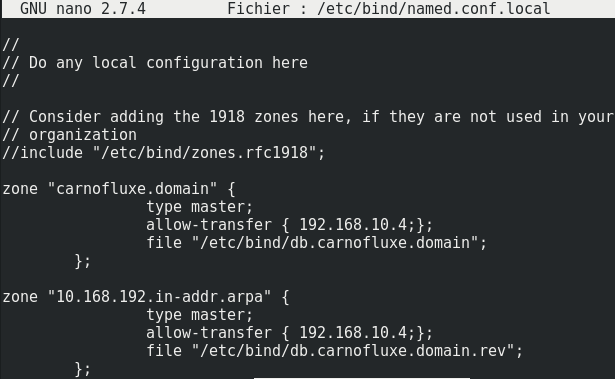 GNU nano 2.7.4 Fichier : /etc/bind/named.conf.local
//
// Do any local configuration here
//
// Consider adding the 1918 zones here, if they are not used in your
// organization
//include "/etc/bind/zones.rfc1918";
zone "carnofluxe.domain" {
type master;
allow-transfer { 192.168.10.4;};
file "/etc/bind/db.carnofluxe.domain";
};
zone "10.168.192.in-addr.arpa" {
type master;
allow-transfer { 192.168.10.4;};
file "/etc/bind/db.carnofluxe.domain.rev";
};